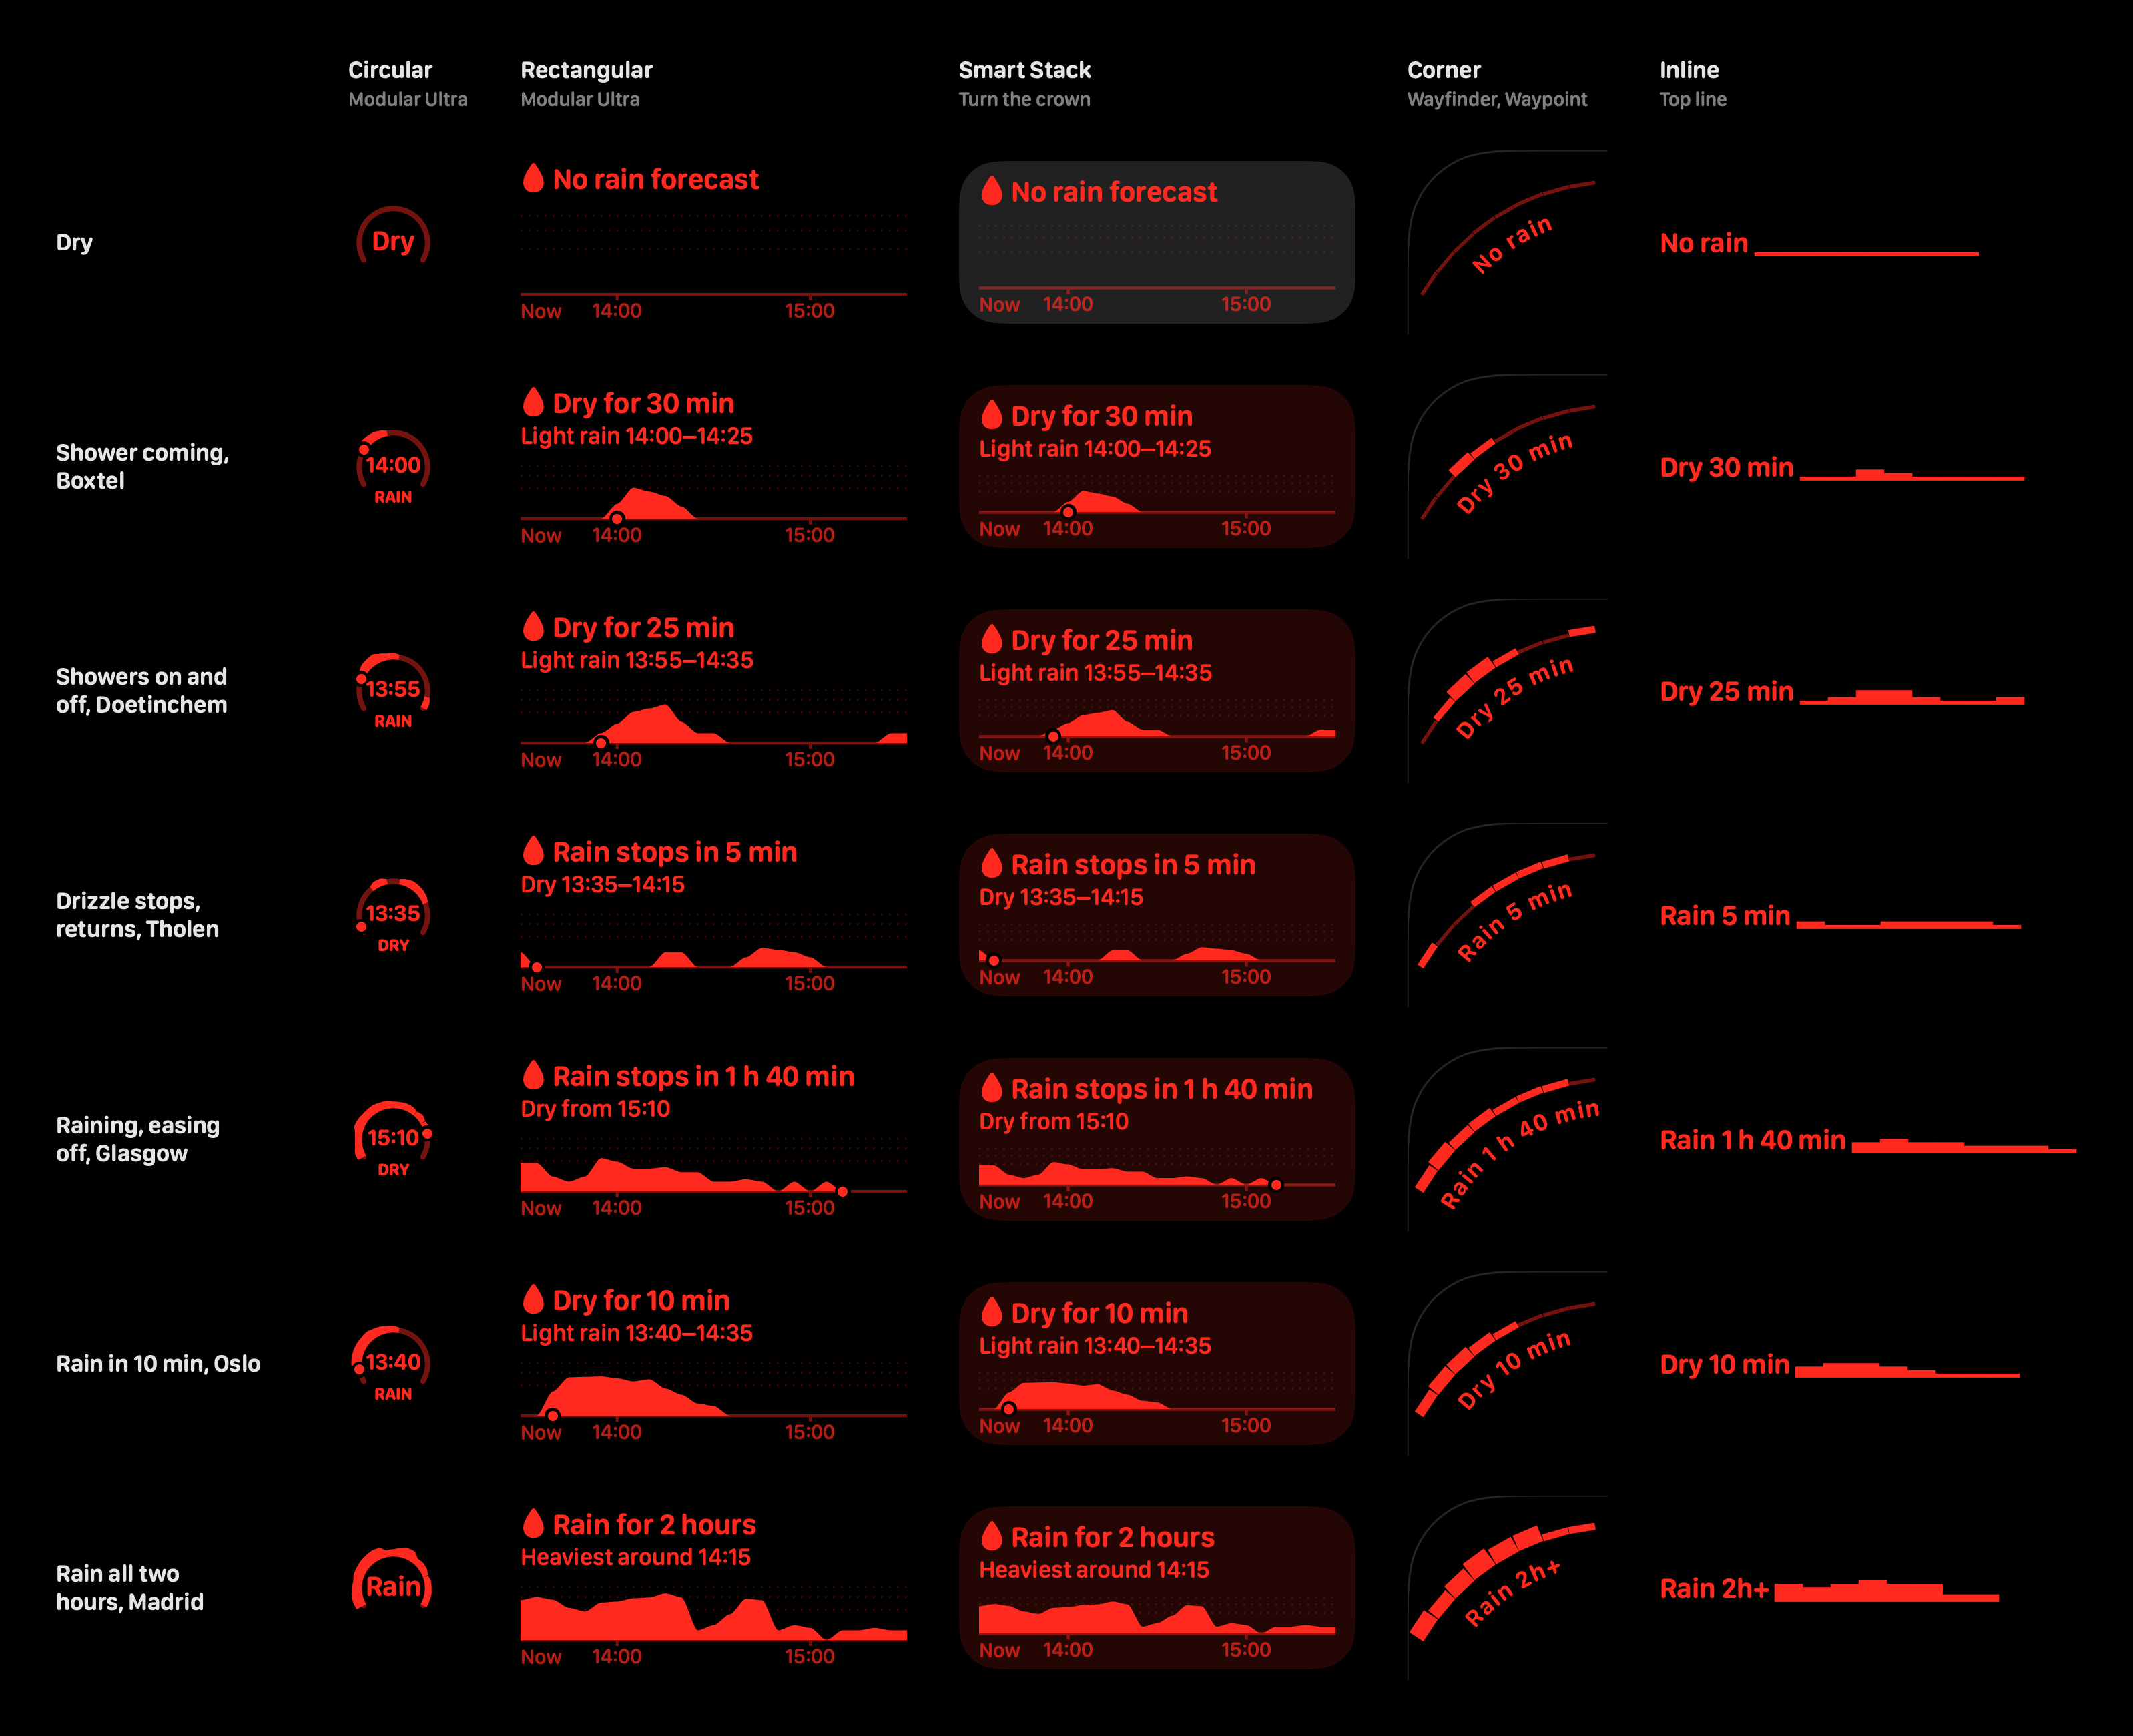 Circular
Modular Ultra
Rectangular
Modular Ultra
Smart Stack
Turn the crown
Corner
Wayfinder, Waypoint
Inline
Top line
Dry
Dry
No rain forecast
Now 14:00 15:00
No rain forecast
Now 14:00 15:00
No rain
No rain
Shower coming,
Boxtel
14:00
RAIN
Dry for 30 min
Light rain 14:00–14:25
Now 14:00 15:00
Dry for 30 min
Light rain 14:00–14:25
Now 14:00 15:00
Dry 30 min
Dry 30 min
Showers on and
off, Doetinchem
13:55
RAIN
Dry for 25 min
Light rain 13:55–14:35
Now 14:00 15:00
Dry for 25 min
Light rain 13:55–14:35
Now 14:00 15:00
Dry 25 min
Dry 25 min
Drizzle stops,
returns, Tholen
13:35
DRY
Rain stops in 5 min
Dry 13:35–14:15
Now 14:00 15:00
Rain stops in 5 min
Dry 13:35–14:15
Now 14:00 15:00
Rain 5 min
Rain 5 min
Raining, easing
off, Glasgow
15:10
DRY
Rain stops in 1 h 40 min
Dry from 15:10
Now 14:00 15:00
Rain stops in 1 h 40 min
Dry from 15:10
Now 14:00 15:00
Rain 1 h 40 min
Rain 1 h 40 min
Rain in 10 min, Oslo
13:40
RAIN
Dry for 10 min
Light rain 13:40–14:35
Now 14:00 15:00
Dry for 10 min
Light rain 13:40–14:35
Now 14:00 15:00
Dry 10 min
Dry 10 min
Rain all two
hours, Madrid
Rain
Rain for 2 hours
Heaviest around 14:15
Now 14:00 15:00
Rain for 2 hours
Heaviest around 14:15
Now 14:00 15:00
Rain 2h+
Rain 2h+